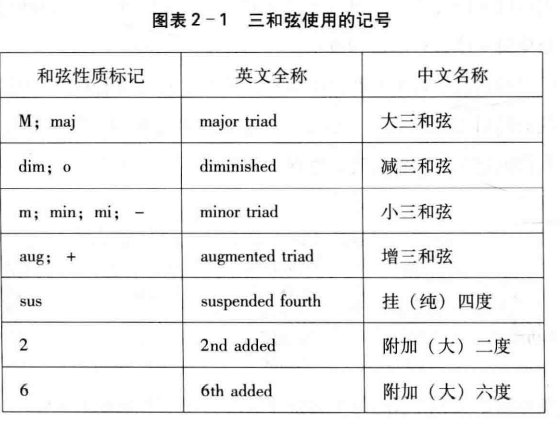 图表2-1 三和弦使用的记号
和弦性质标记 英文全称 中文名称
M; maj major triad 大三和弦
dim; o diminished 减三和弦
m; min; mi; - minor triad 小三和弦
aug; + augmented triad 增三和弦
sus suspended fourth 挂（纯）四度
2 2nd added 附加（大）二度
6 6th added 附加（大）六度